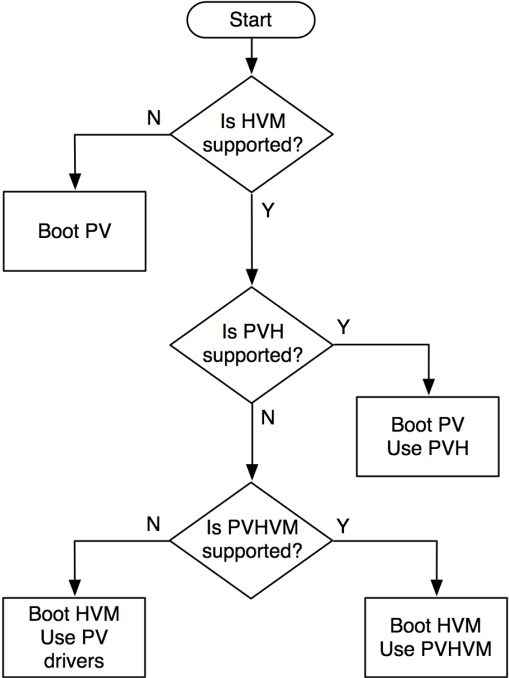 Start
N
Is HVM
supported?
Y
Boot PV
Is PVH
supported?
Y
N
Boot PV
Use PVH
N
Is PVHVM
supported?
Y
Boot HVM
Use PV
drivers
Boot HVM
Use PVHVM